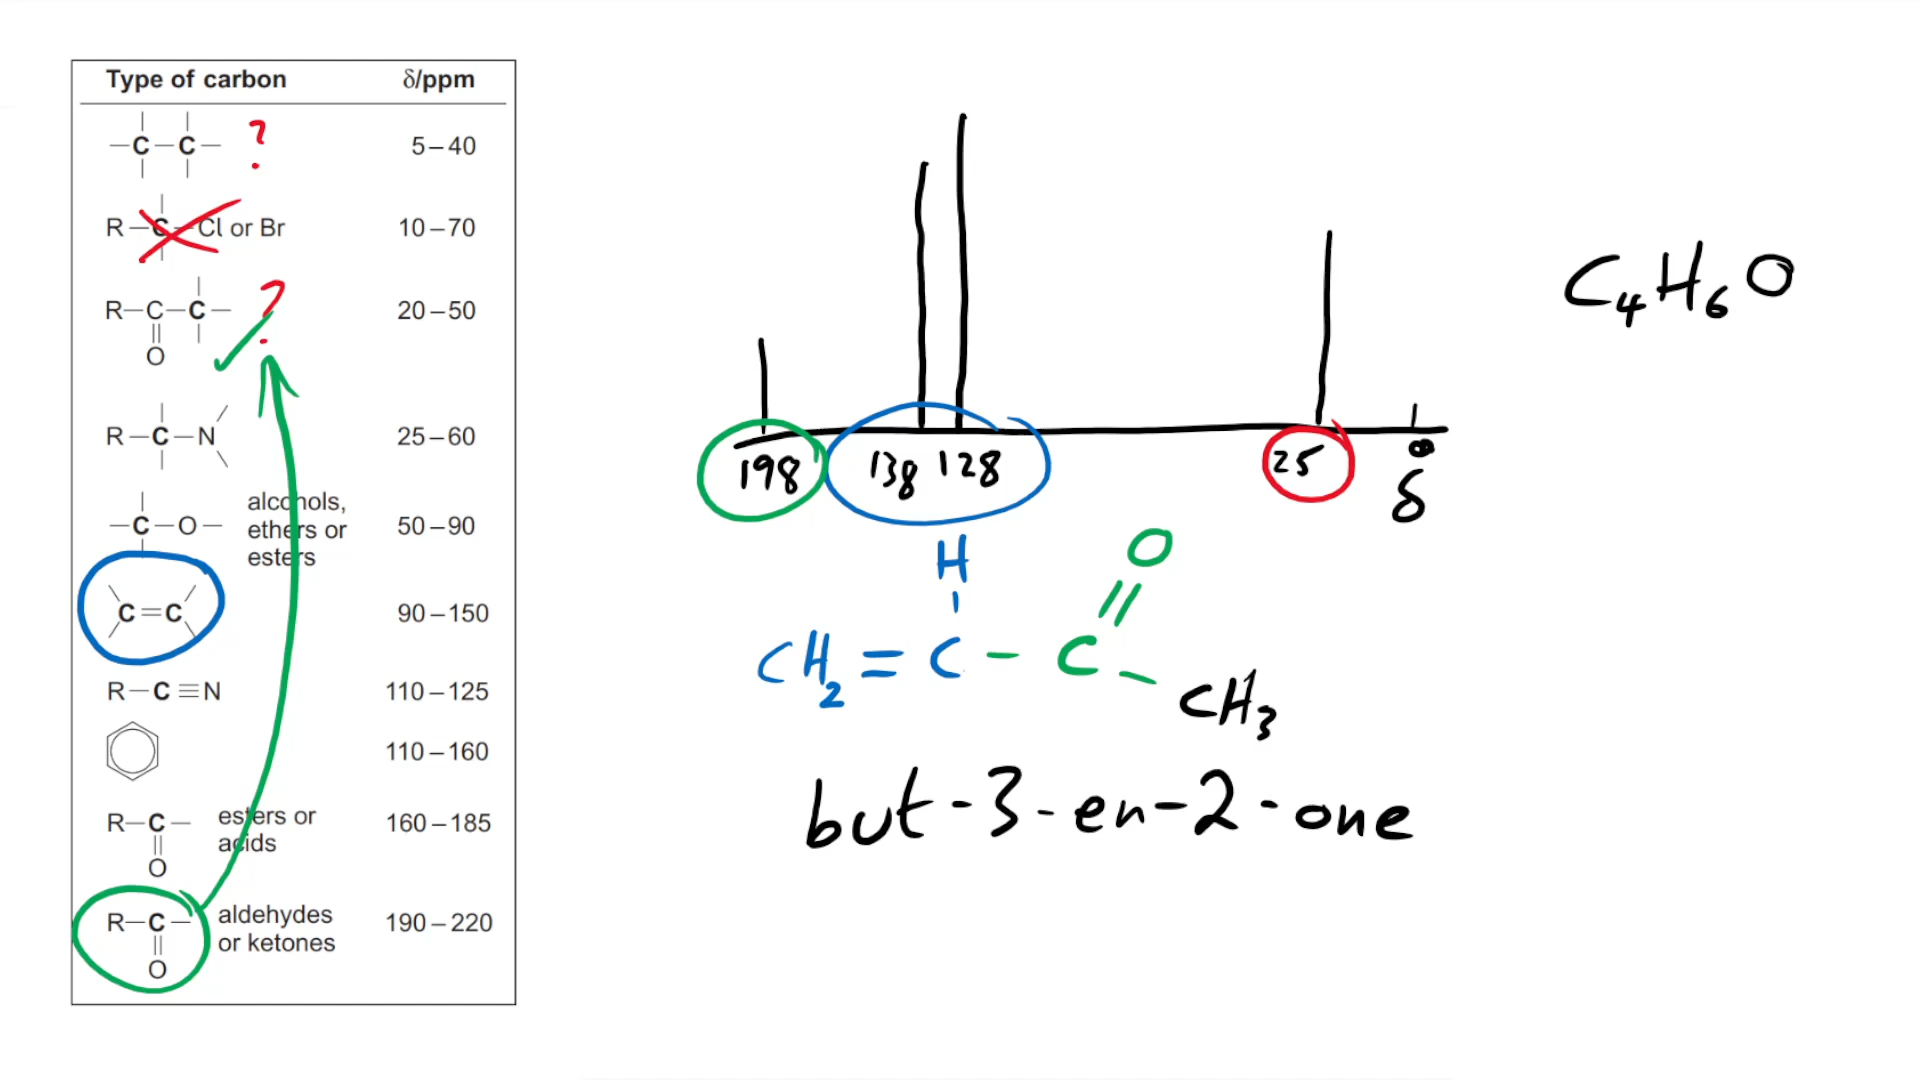 Type of carbon δ/ppm
—C—C— ? 5–40
R—C—Cl or Br 10–70
R—C—C— ? 20–50
O
R—C—N 25–60
—C—O— alcohols, ethers or esters 50–90
C=C 90–150
R—C≡N 110–125
110–160
R—C— esters or acids 160–185
O
R—C— aldehydes or ketones 190–220
O
198 138 128 25 0
δ
C₄H₆O
O
H
CH₂=C–C–CH₃
but-3-en-2-one